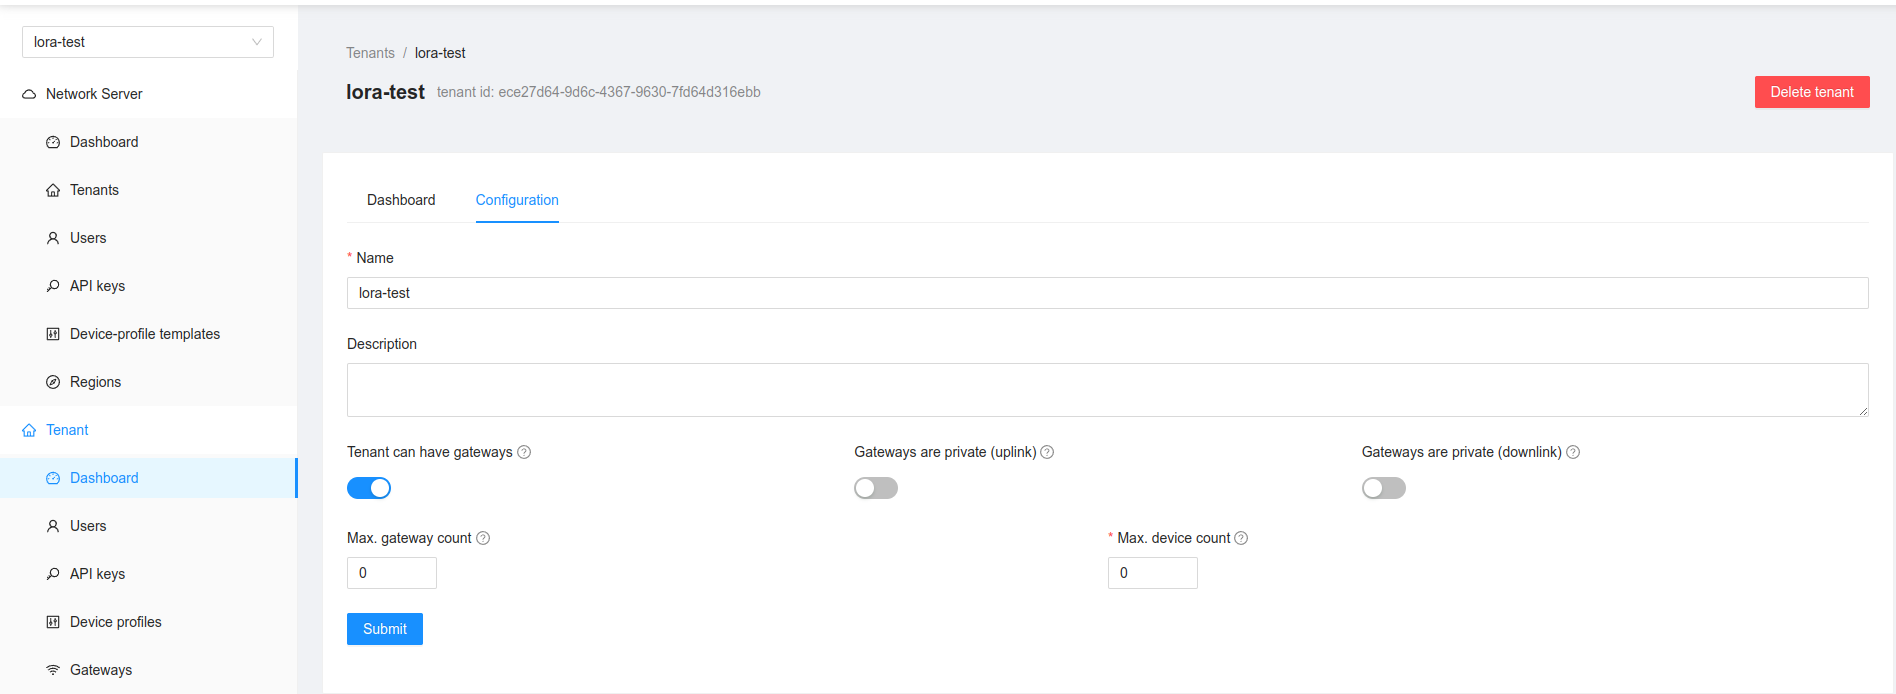 lora-test
Network Server
Dashboard
Tenants
Users
API keys
Device-profile templates
Regions
Tenant
Dashboard
Users
API keys
Device profiles
Gateways
Tenants / lora-test
lora-test tenant id: ece27d64-9d6c-4367-9630-7fd64d316ebb
Delete tenant
Dashboard Configuration
* Name
lora-test
Description
Tenant can have gateways ? Gateways are private (uplink) ? Gateways are private (downlink) ?
Max. gateway count ? * Max. device count ?
0 0
Submit